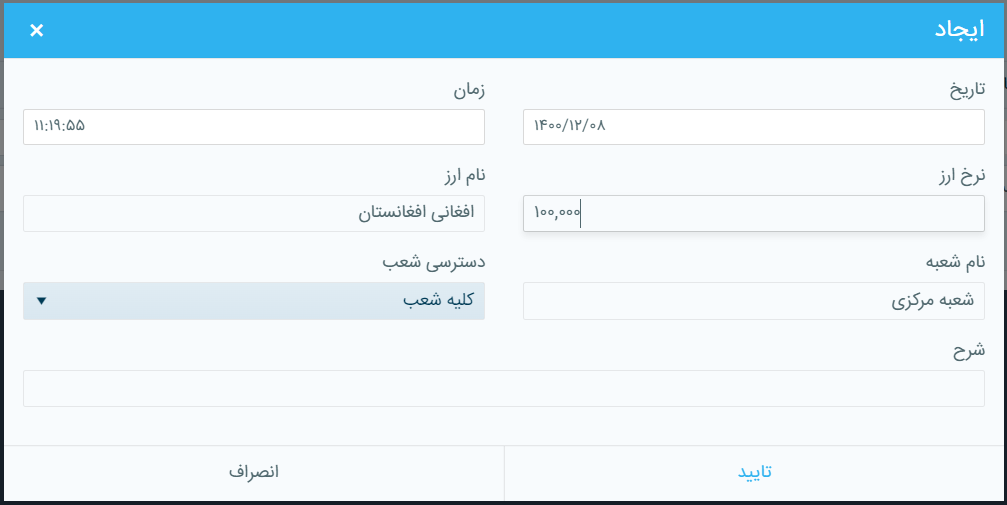 ایجاد ×
تاریخ
زمان
۱۴۰۰/۱۲/۰۸
۱۱:۱۹:۵۵
نرخ ارز
نام ارز
۱۰۰,۰۰۰
افغانی افغانستان
نام شعبه
دسترسی شعب
شعبه مرکزی
کلیه شعب
شرح
تایید
انصراف